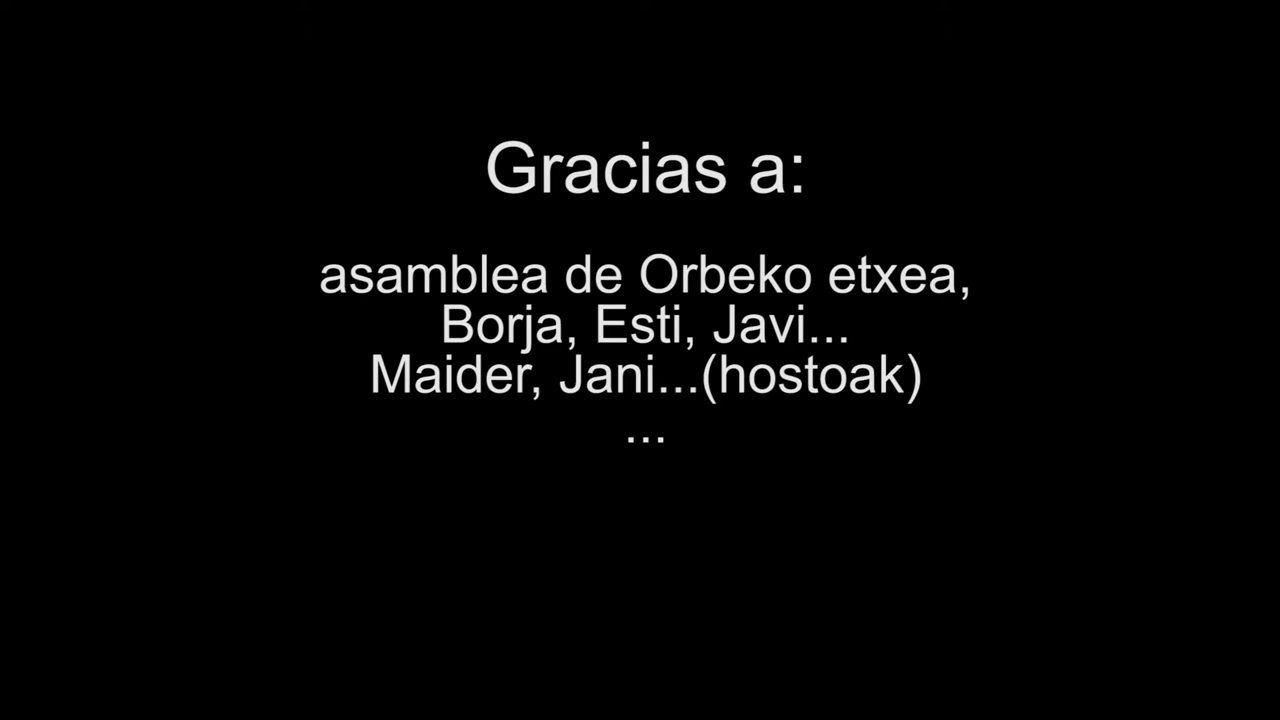 Gracias a:
asamblea de Orbeko etxea,
Borja, Esti, Javi...
Maider, Jani...(hostoak)
...